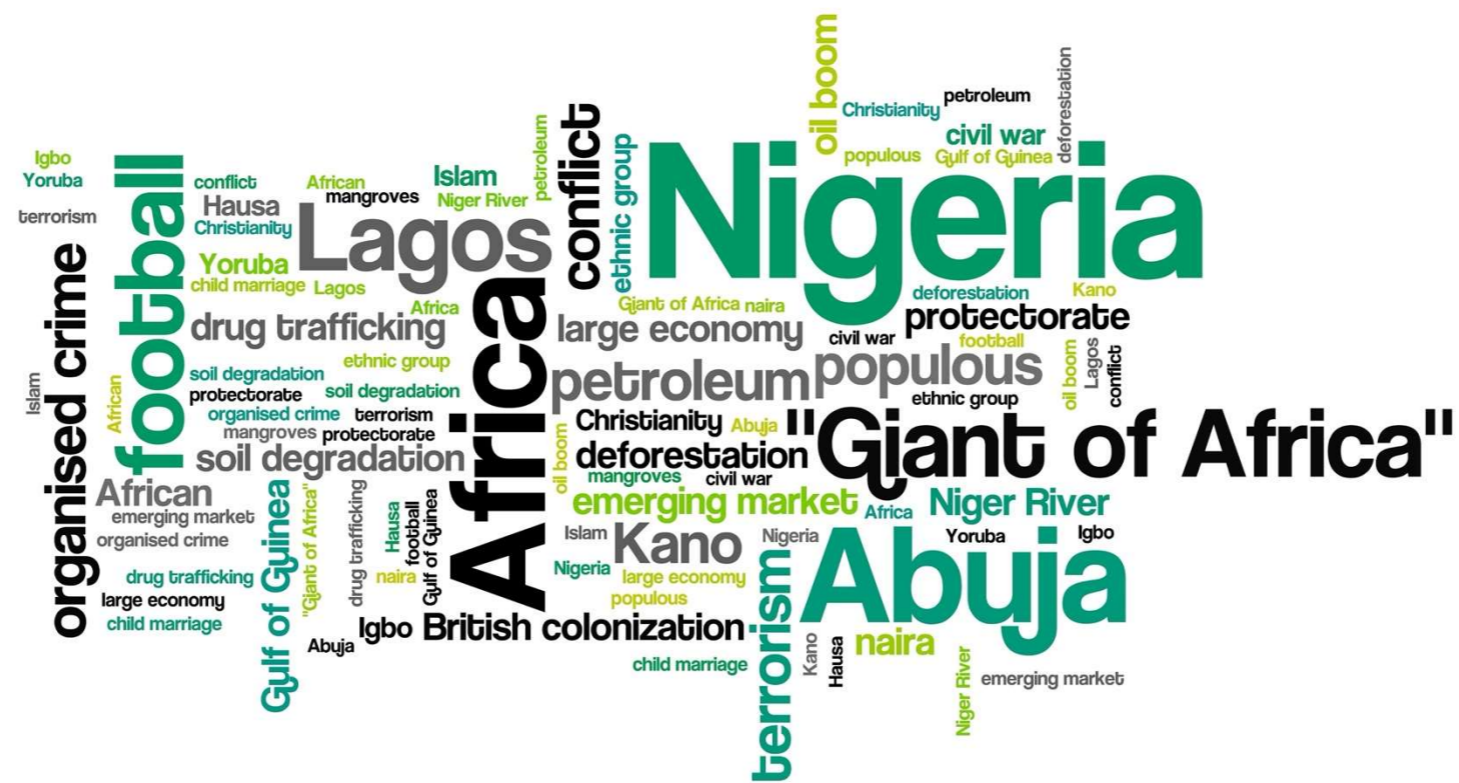 oil boom
petroleum
Christianity
deforestation
civil war
populous
Gulf of Guinea
Nigeria
conflict
petroleum
ethnic group
Igbo
Yoruba
terrorism
football
conflict
African
Islam
mangroves
Niger River
Hausa
Christianity
Lagos
Yoruba
child marriage
Lagos
organised crime
Africa
drug trafficking
Africa
Giant of Africa
naira
deforestation
Kano
large economy
civil war
protectorate
football
ethnic group
petroleum
populous
oil boom
Lagos
conflict
Islam
African
soil degradation
protectorate
soil degradation
organised crime
terrorism
mangroves
protectorate
soil degradation
ethnic group
Christianity
Abuja
"Giant of Africa"
oil boom
deforestation
mangroves
civil war
emerging market
Africa
Niger River
African
emerging market
organised crime
Gulf of Guinea
"Giant of Africa"
drug trafficking
Hausa
football
Gulf of Guinea
naira
Islam
Kano
Nigeria
Yoruba
Igbo
Abuja
Nigeria
large economy
populous
drug trafficking
large economy
child marriage
Abuja
Igbo
British colonization
terrorism
child marriage
Kano
Hausa
naira
Niger River
emerging market